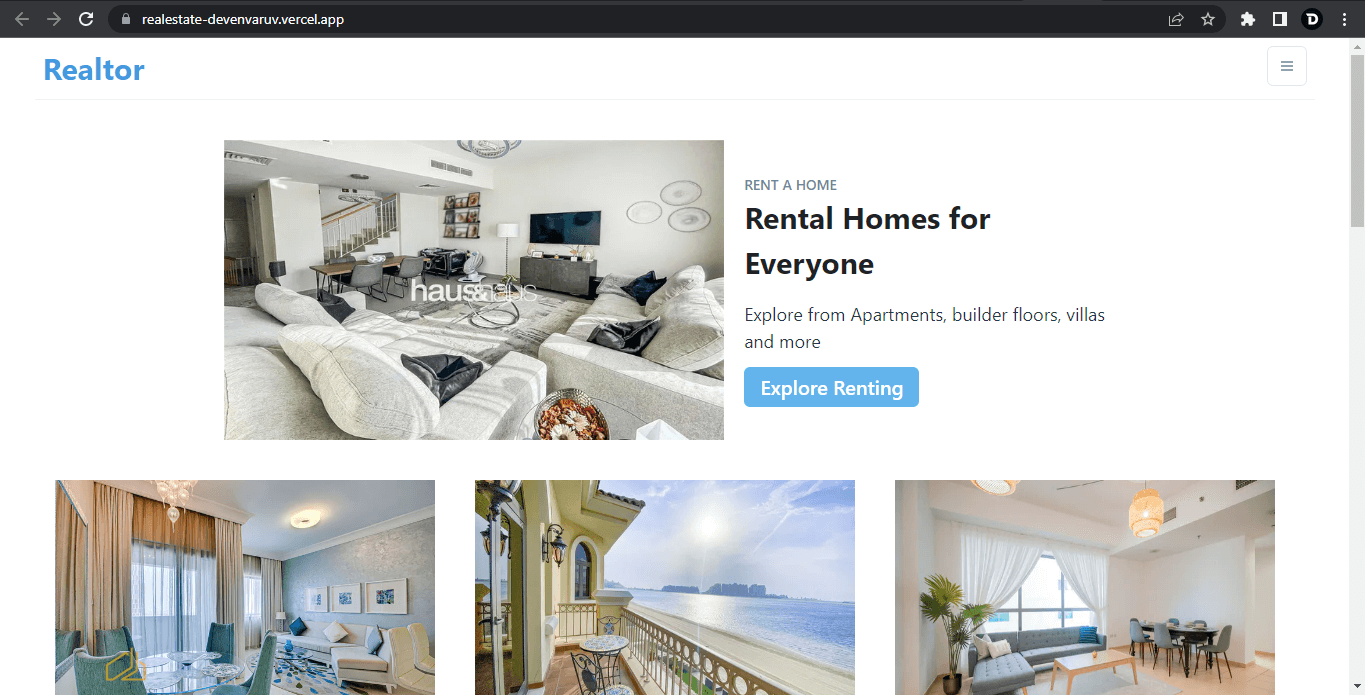 realestate-devenvaruv.vercel.app
Realtor
haus&haus
RENT A HOME
Rental Homes for
Everyone
Explore from Apartments, builder floors, villas
and more
Explore Renting